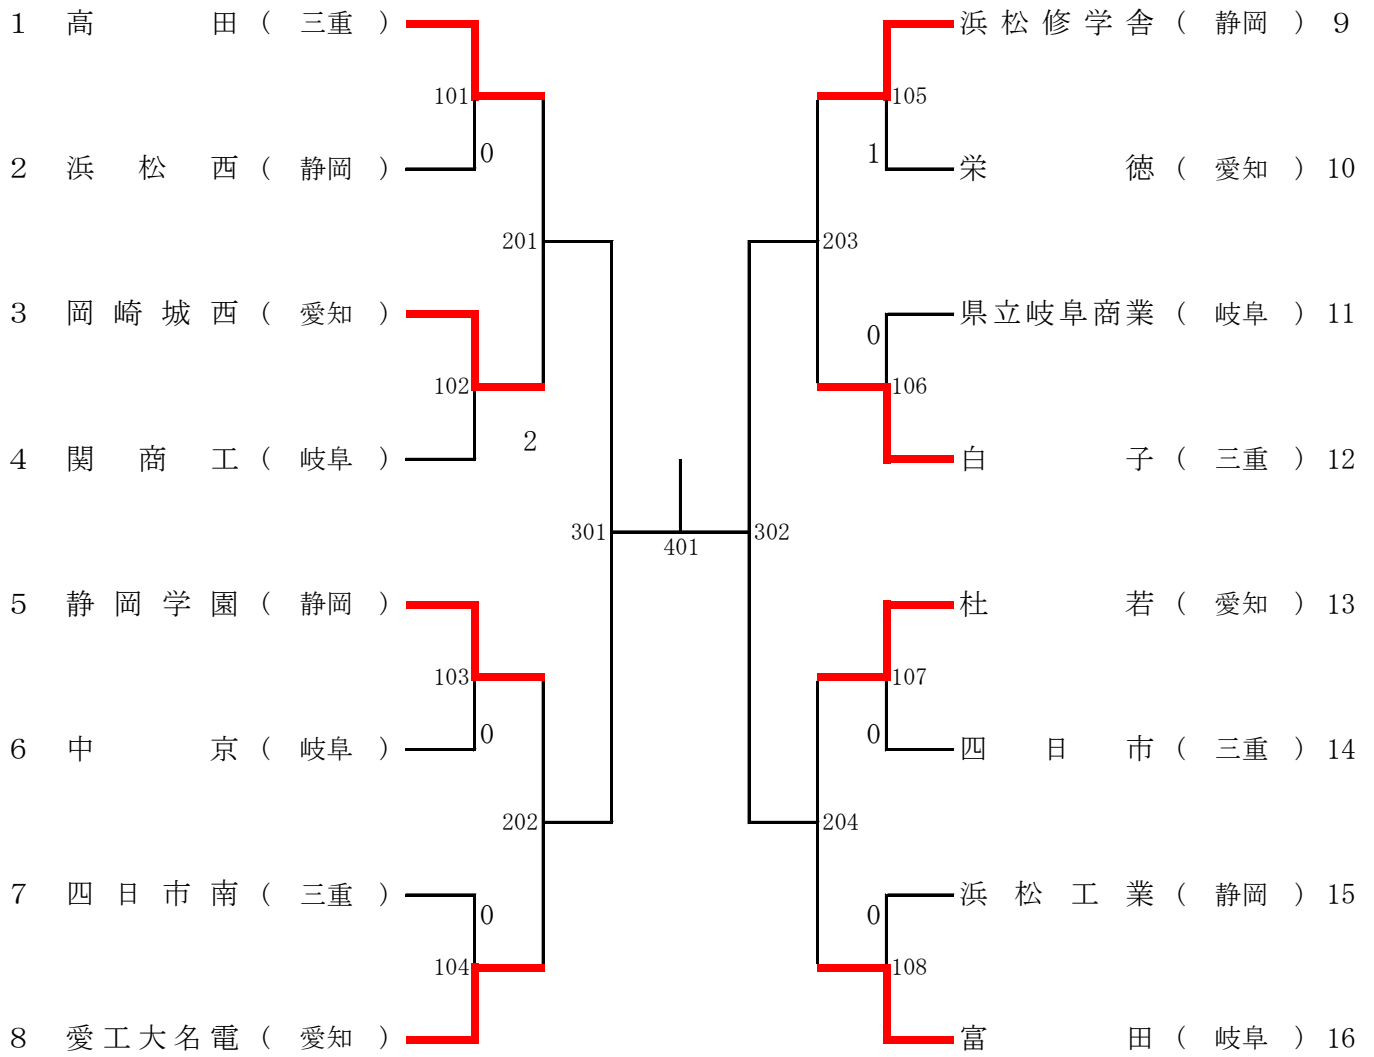 1 高田 ( 三重 )
101
0
2 浜松西 ( 静岡 )
201
3 岡崎城西 ( 愛知 )
102
2
4 関商工 ( 岐阜 )
301
5 静岡学園 ( 静岡 )
103
0
6 中京 ( 岐阜 )
202
7 四日市南 ( 三重 )
0
104
8 愛工大名電 ( 愛知 )
401
浜松修学舎 ( 静岡 ) 9
105
1
栄徳 ( 愛知 ) 10
203
県立岐阜商業 ( 岐阜 ) 11
0
106
白子 ( 三重 ) 12
302
杜若 ( 愛知 ) 13
107
0
四日市 ( 三重 ) 14
204
浜松工業 ( 静岡 ) 15
0
108
富田 ( 岐阜 ) 16